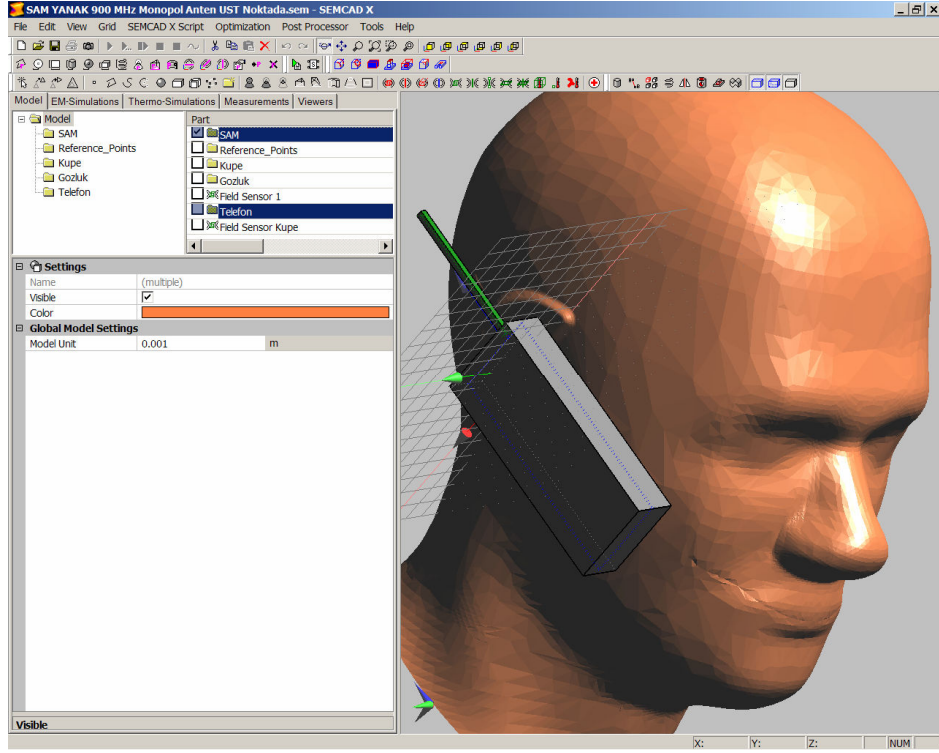 SAM YANAK 900 MHz Monopol Anten UST Noktada.sem - SEMCAD X
File Edit View Grid SEMCAD X Script Optimization Post Processor Tools Help
Model EM-Simulations Thermo-Simulations Measurements Viewers
Model
SAM
Reference_Points
Kupe
Gozluk
Telefon
Part
SAM
Reference_Points
Kupe
Gozluk
Field Sensor 1
Telefon
Field Sensor Kupe
Settings
Name (multiple)
Visible
Color
Global Model Settings
Model Unit 0.001 m
Visible
X: Y: Z: NUM